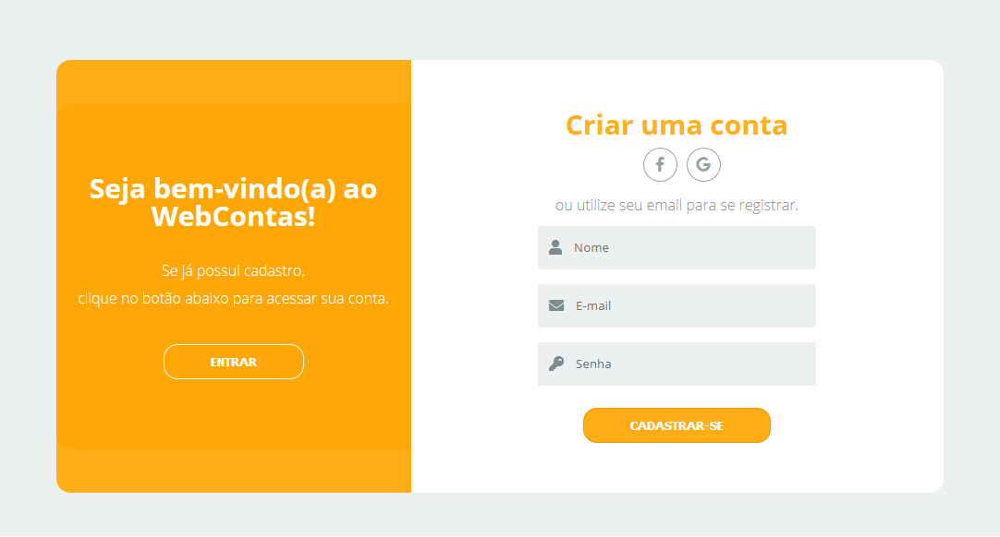 Seja bem-vindo(a) ao
WebContas!
Se já possui cadastro,
clique no botão abaixo para acessar sua conta.
ENTRAR
Criar uma conta
ou utilize seu email para se registrar.
Nome
E-mail
Senha
CADASTRAR-SE